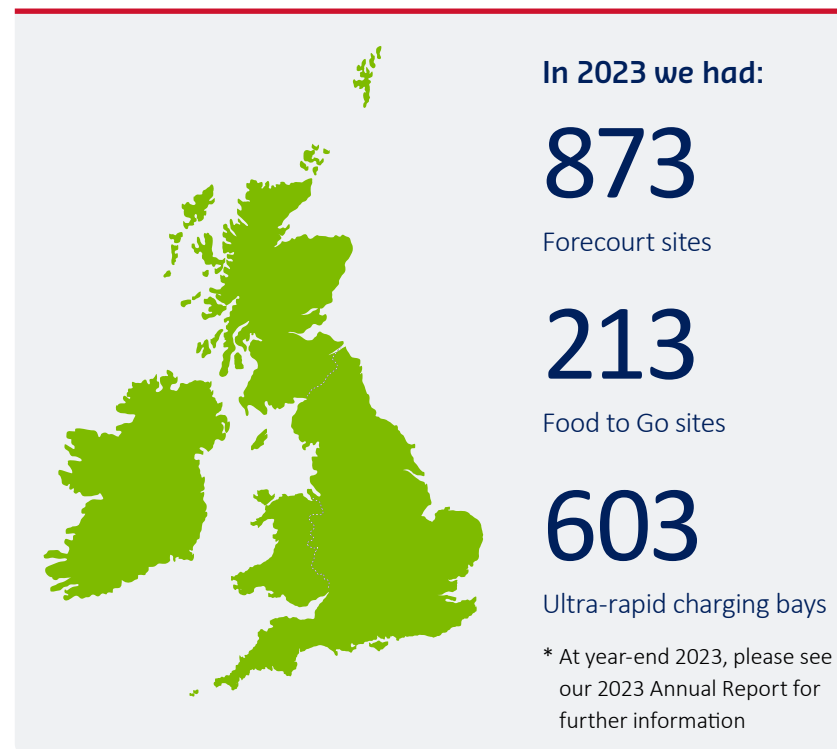 In 2023 we had:
873
Forecourt sites
213
Food to Go sites
603
Ultra-rapid charging bays
* At year-end 2023, please see
our 2023 Annual Report for
further information